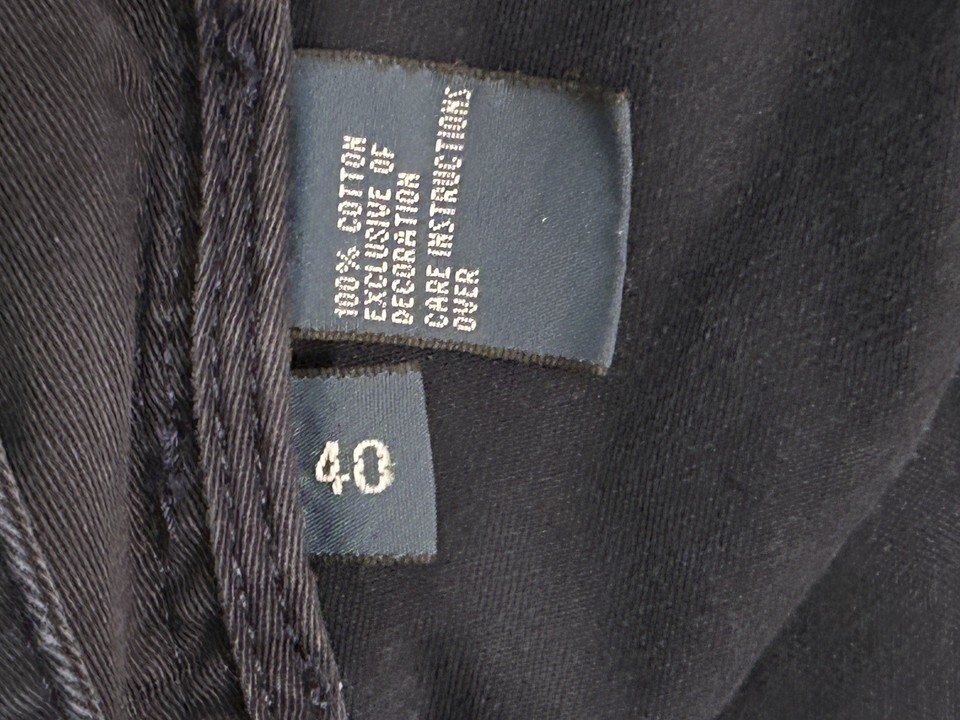 100% COTTON
EXCLUSIVE OF
DECORATION
CARE INSTRUCTIONS
OVER
40